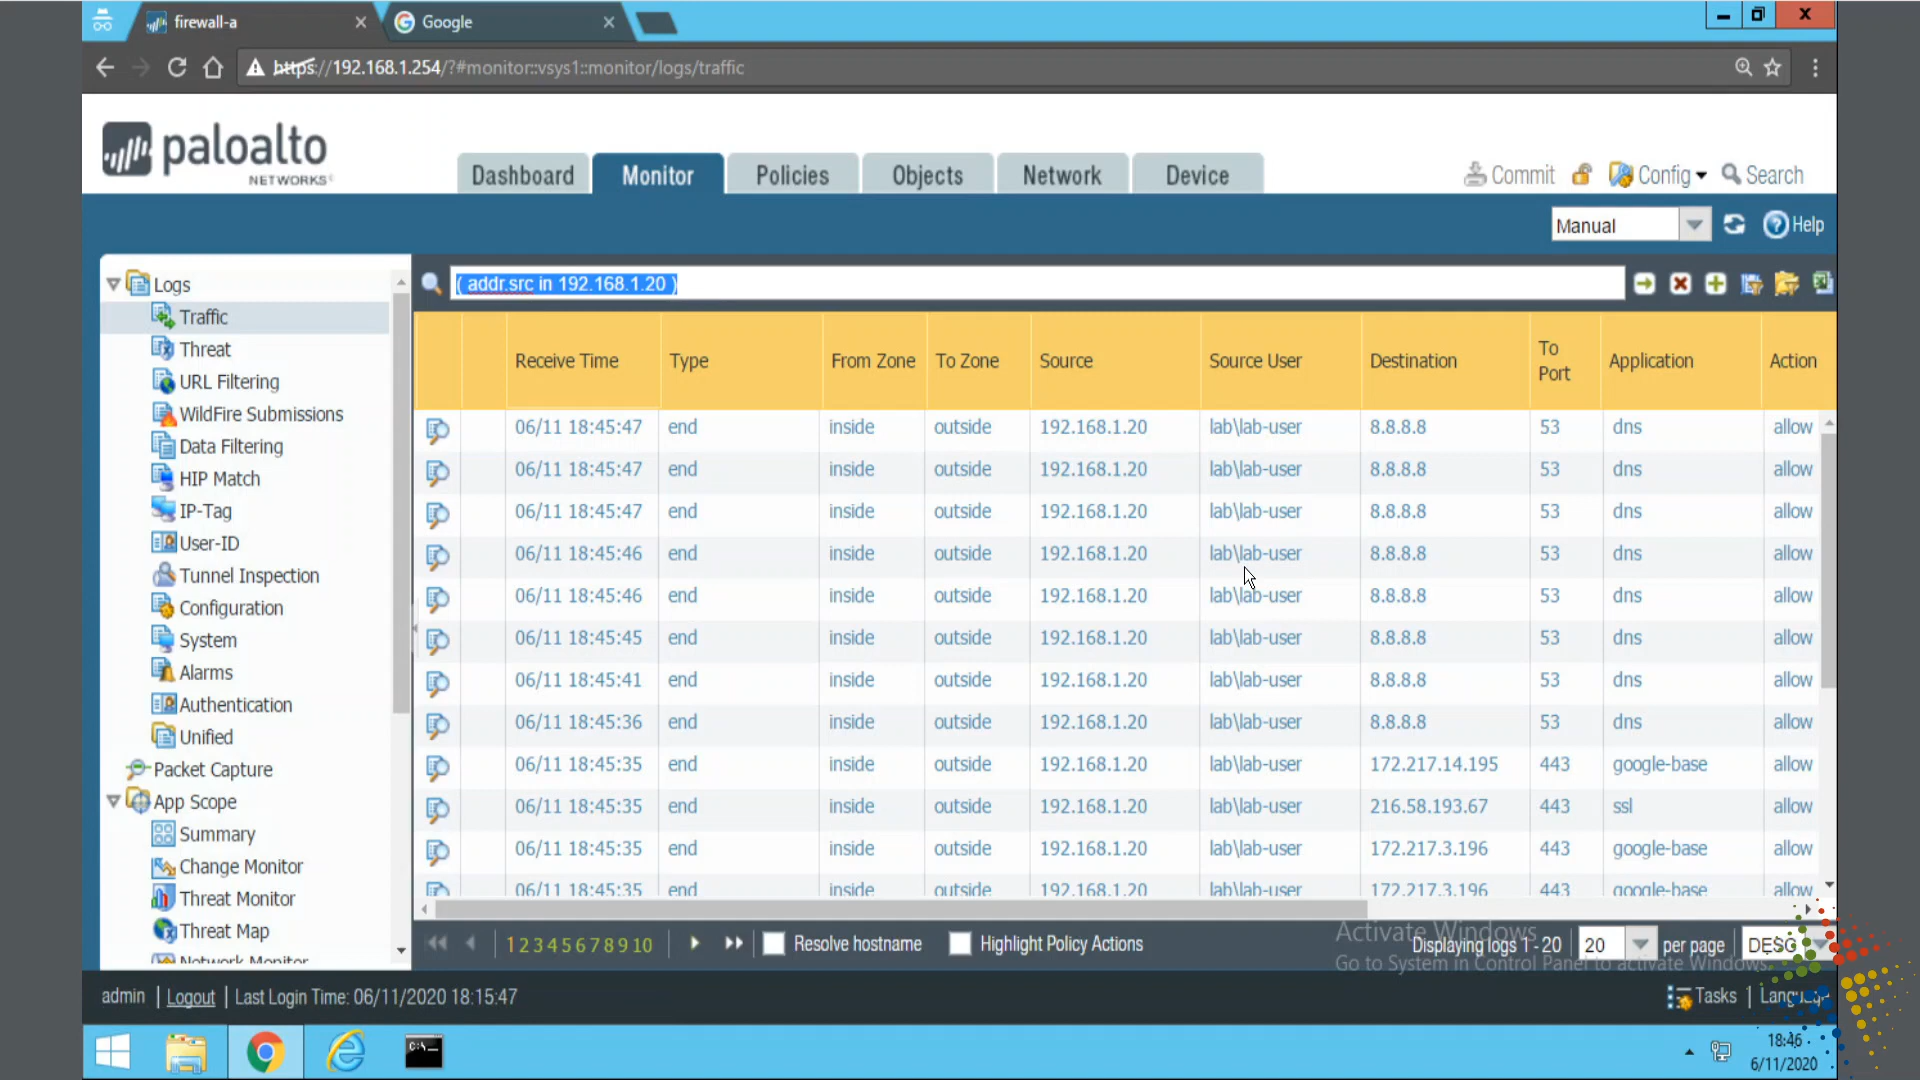 firewall-a
Google
https://192.168.1.254/?#monitor::vsys1::monitor/logs/traffic
paloalto
NETWORKS
Dashboard
Monitor
Policies
Objects
Network
Device
Commit
Config
Search
Manual
Help
Logs
Traffic
Threat
URL Filtering
WildFire Submissions
Data Filtering
HIP Match
IP-Tag
User-ID
Tunnel Inspection
Configuration
System
Alarms
Authentication
Unified
Packet Capture
App Scope
Summary
Change Monitor
Threat Monitor
Threat Map
Network Monitor
( addr.src in 192.168.1.20 )
Receive Time Type From Zone To Zone Source Source User Destination To Port Application Action
06/11 18:45:47 end inside outside 192.168.1.20 lab\lab-user 8.8.8.8 53 dns allow
06/11 18:45:47 end inside outside 192.168.1.20 lab\lab-user 8.8.8.8 53 dns allow
06/11 18:45:47 end inside outside 192.168.1.20 lab\lab-user 8.8.8.8 53 dns allow
06/11 18:45:46 end inside outside 192.168.1.20 lab\lab-user 8.8.8.8 53 dns allow
06/11 18:45:46 end inside outside 192.168.1.20 lab\lab-user 8.8.8.8 53 dns allow
06/11 18:45:45 end inside outside 192.168.1.20 lab\lab-user 8.8.8.8 53 dns allow
06/11 18:45:41 end inside outside 192.168.1.20 lab\lab-user 8.8.8.8 53 dns allow
06/11 18:45:36 end inside outside 192.168.1.20 lab\lab-user 8.8.8.8 53 dns allow
06/11 18:45:35 end inside outside 192.168.1.20 lab\lab-user 172.217.14.195 443 google-base allow
06/11 18:45:35 end inside outside 192.168.1.20 lab\lab-user 216.58.193.67 443 ssl allow
06/11 18:45:35 end inside outside 192.168.1.20 lab\lab-user 172.217.3.196 443 google-base allow
06/11 18:45:35 end inside outside 192.168.1.20 lab\lab-user 172.217.3.196 443 google-base allow
1 2 3 4 5 6 7 8 9 10
Resolve hostname
Highlight Policy Actions
Displaying logs 1 - 20
20
per page
DESC
Activate Windows
Go to System in Control Panel to activate Windows.
admin | Logout | Last Login Time: 06/11/2020 18:15:47
Tasks | Language
C:\
18:46
6/11/2020